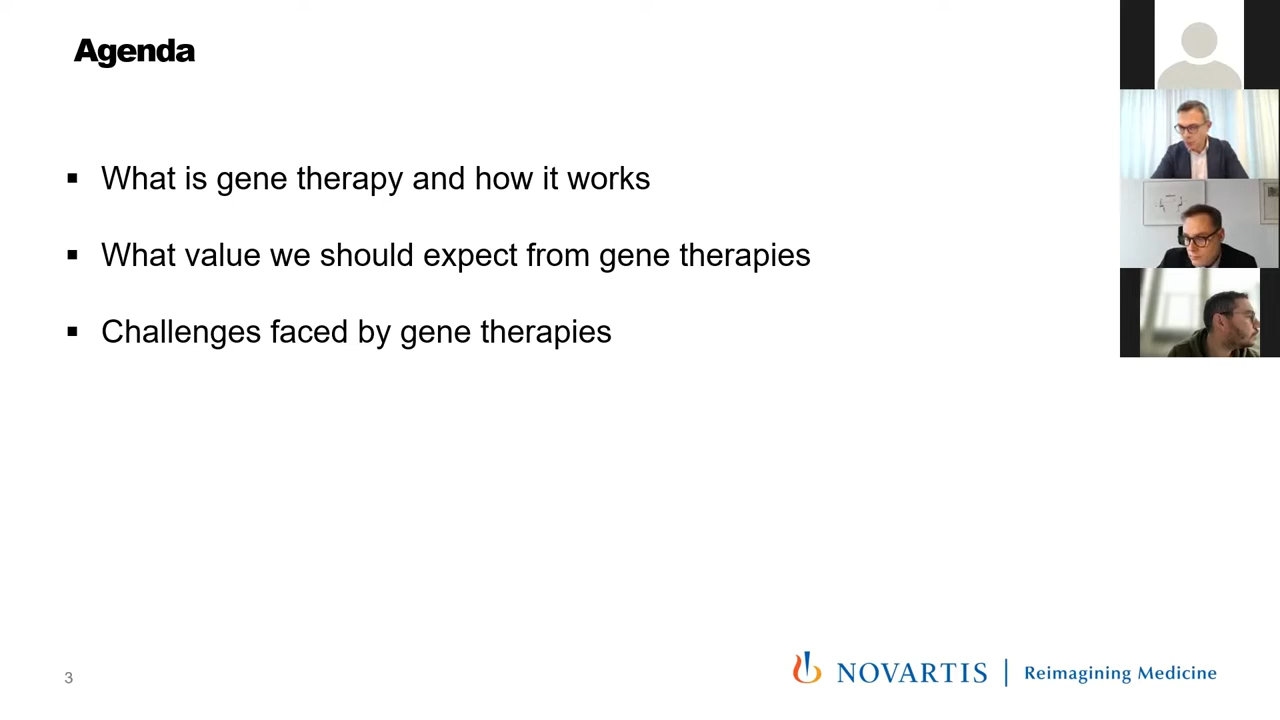 Agenda
▪ What is gene therapy and how it works
▪ What value we should expect from gene therapies
▪ Challenges faced by gene therapies
3
NOVARTIS | Reimagining Medicine